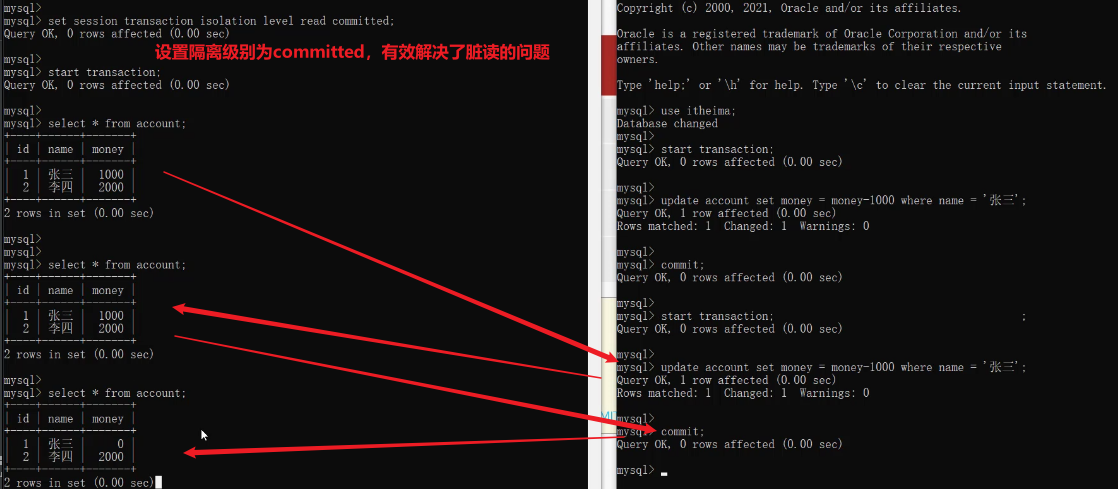 mysql>
mysql> set session transaction isolation level read committed;
Query OK, 0 rows affected (0.00 sec)
设置隔离级别为committed，有效解决了脏读的问题
mysql>
mysql> start transaction;
Query OK, 0 rows affected (0.00 sec)
mysql>
mysql> select * from account;
+----+------+-------+
| id | name | money |
+----+------+-------+
| 1 | 张三 | 1000 |
| 2 | 李四 | 2000 |
+----+------+-------+
2 rows in set (0.00 sec)
mysql>
mysql>
mysql> select * from account;
+----+------+-------+
| id | name | money |
+----+------+-------+
| 1 | 张三 | 1000 |
| 2 | 李四 | 2000 |
+----+------+-------+
2 rows in set (0.00 sec)
mysql>
mysql> select * from account;
+----+------+-------+
| id | name | money |
+----+------+-------+
| 1 | 张三 | 0 |
| 2 | 李四 | 2000 |
+----+------+-------+
2 rows in set (0.00 sec)
Copyright (c) 2000, 2021, Oracle and/or its affiliates.
Oracle is a registered trademark of Oracle Corporation and/or its
affiliates. Other names may be trademarks of their respective
owners.
Type 'help;' or '\h' for help. Type '\c' to clear the current input statement.
mysql> use itheima;
Database changed
mysql>
mysql> start transaction;
Query OK, 0 rows affected (0.00 sec)
mysql>
mysql> update account set money = money-1000 where name = '张三';
Query OK, 1 row affected (0.00 sec)
Rows matched: 1 Changed: 1 Warnings: 0
mysql>
mysql> commit;
Query OK, 0 rows affected (0.00 sec)
mysql>
mysql> start transaction; ;
Query OK, 0 rows affected (0.00 sec)
mysql>
mysql> update account set money = money-1000 where name = '张三';
Query OK, 1 row affected (0.00 sec)
Rows matched: 1 Changed: 1 Warnings: 0
mysql>
mysql> commit;
Query OK, 0 rows affected (0.00 sec)
mysql>